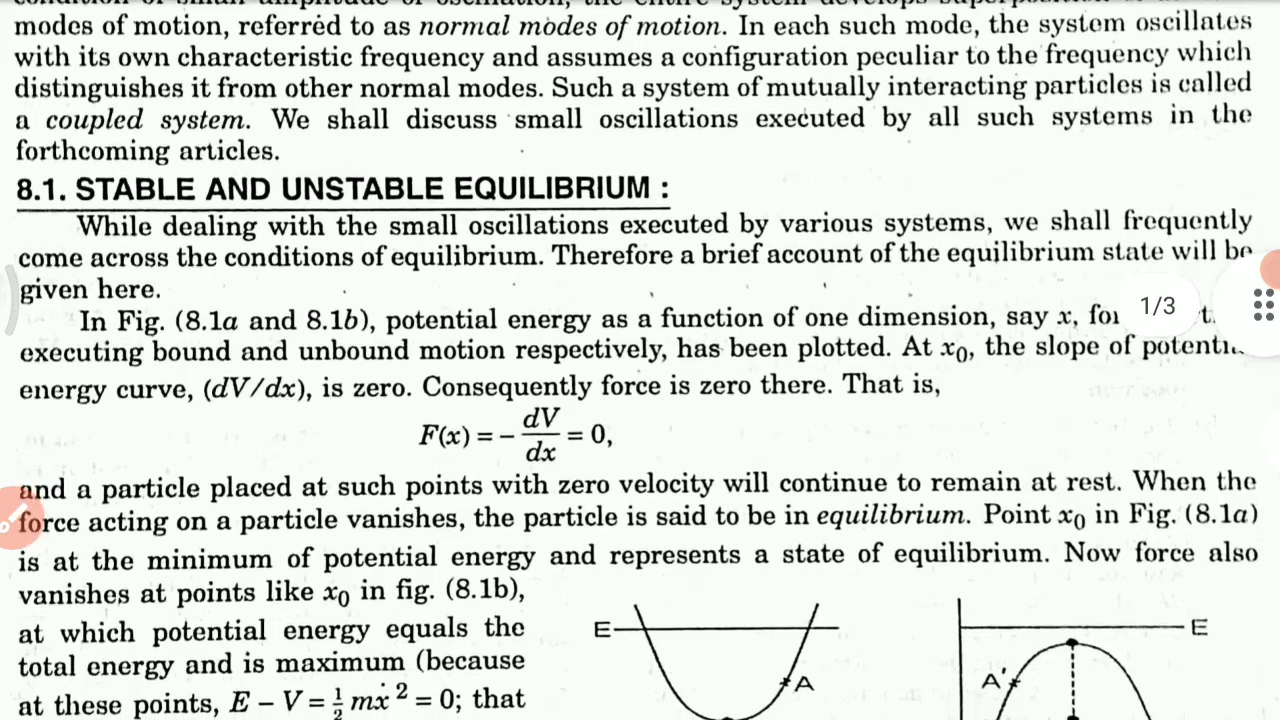 modes of motion, referred to as normal modes of motion. In each such mode, the system oscillates
with its own characteristic frequency and assumes a configuration peculiar to the frequency which
distinguishes it from other normal modes. Such a system of mutually interacting particles is called
a coupled system. We shall discuss small oscillations executed by all such systems in the
forthcoming articles.
8.1. STABLE AND UNSTABLE EQUILIBRIUM :
While dealing with the small oscillations executed by various systems, we shall frequently
come across the conditions of equilibrium. Therefore a brief account of the equilibrium state will be
given here.
In Fig. (8.1a and 8.1b), potential energy as a function of one dimension, say x,
1/3
executing bound and unbound motion respectively, has been plotted. At x₀, the slope of
energy curve, (dV/dx), is zero. Consequently force is zero there. That is,
F(x) = − dV/dx = 0,
and a particle placed at such points with zero velocity will continue to remain at rest. When the
force acting on a particle vanishes, the particle is said to be in equilibrium. Point x₀ in Fig. (8.1a)
is at the minimum of potential energy and represents a state of equilibrium. Now force also
vanishes at points like x₀ in fig. (8.1b),
at which potential energy equals the
total energy and is maximum (because
at these points, E − V = ½ mẋ² = 0; that
E
A
E
A′